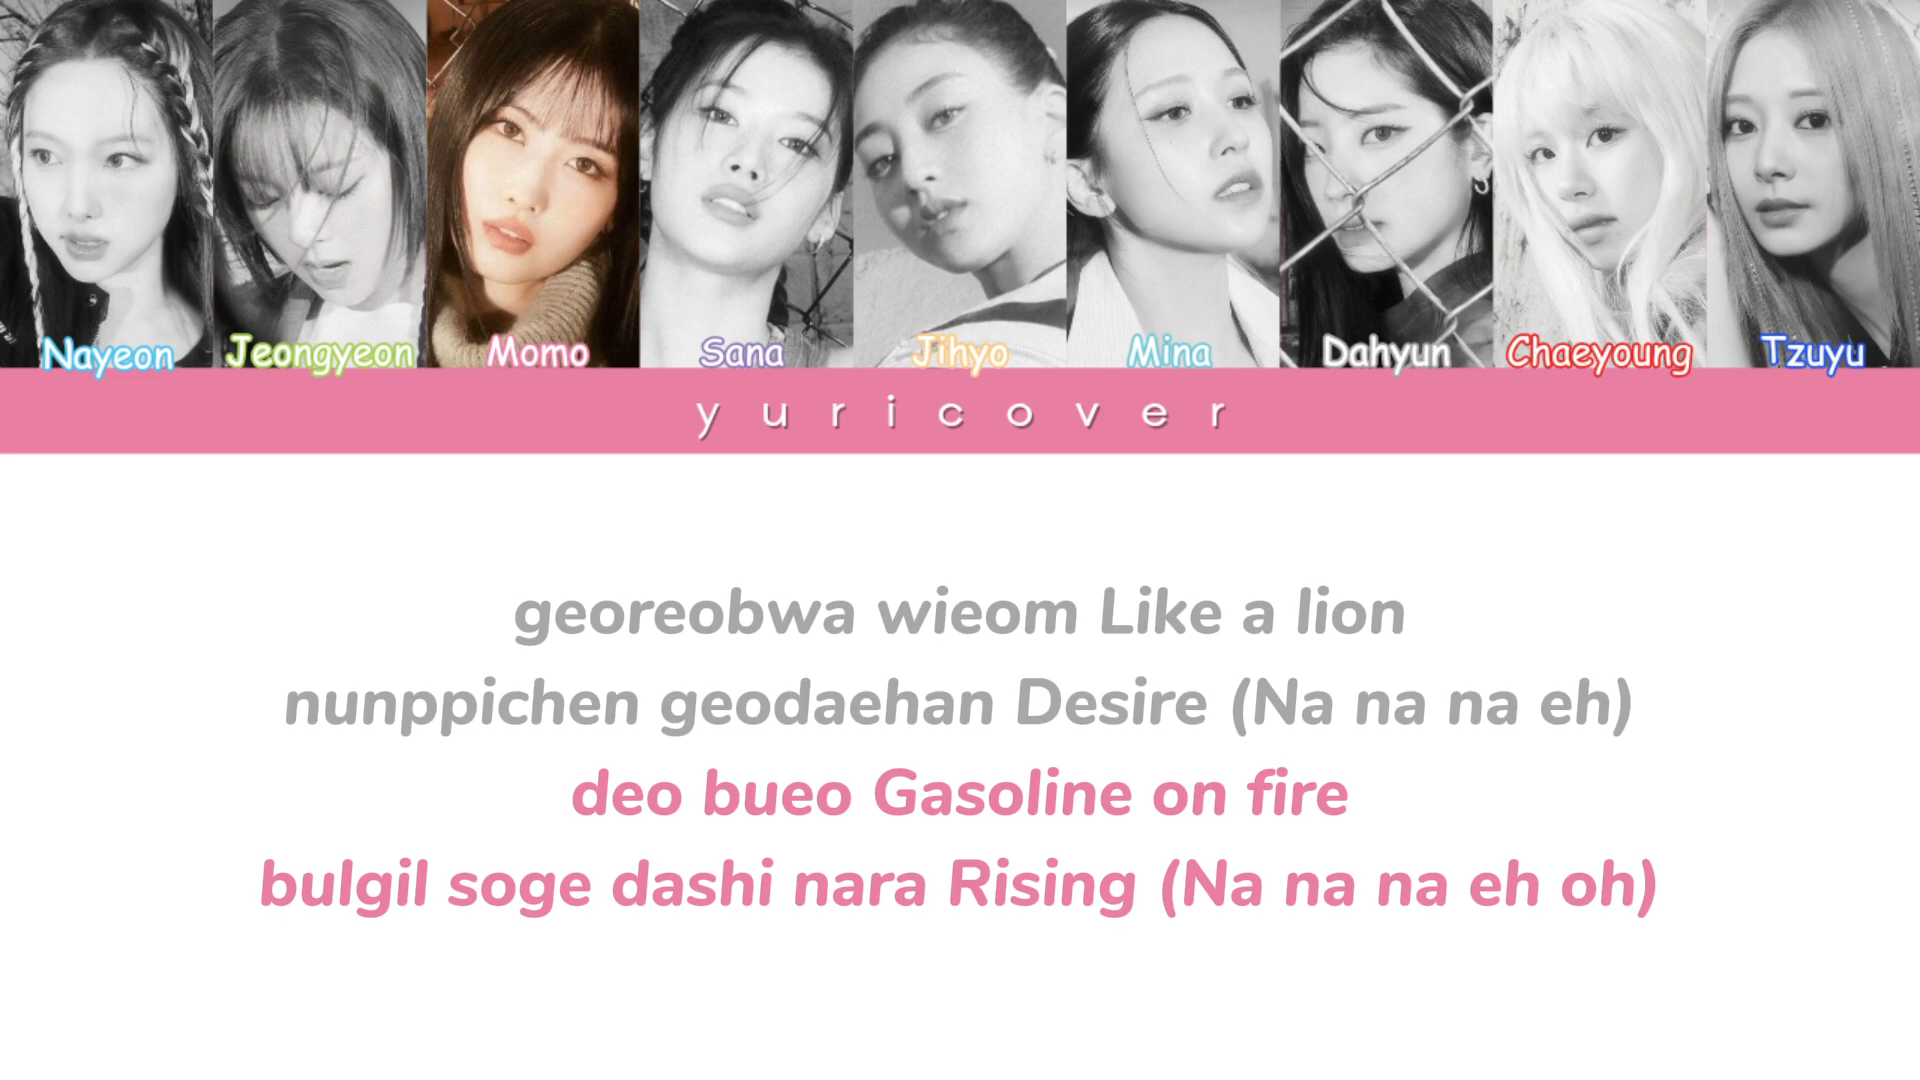 Nayeon Jeongyeon Momo Sana Jihyo Mina Dahyun Chaeyoung Tzuyu
yuricover
georeobwa wieom Like a lion
nunppichen geodaehan Desire (Na na na eh)
deo bueo Gasoline on fire
bulgil soge dashi nara Rising (Na na na eh oh)